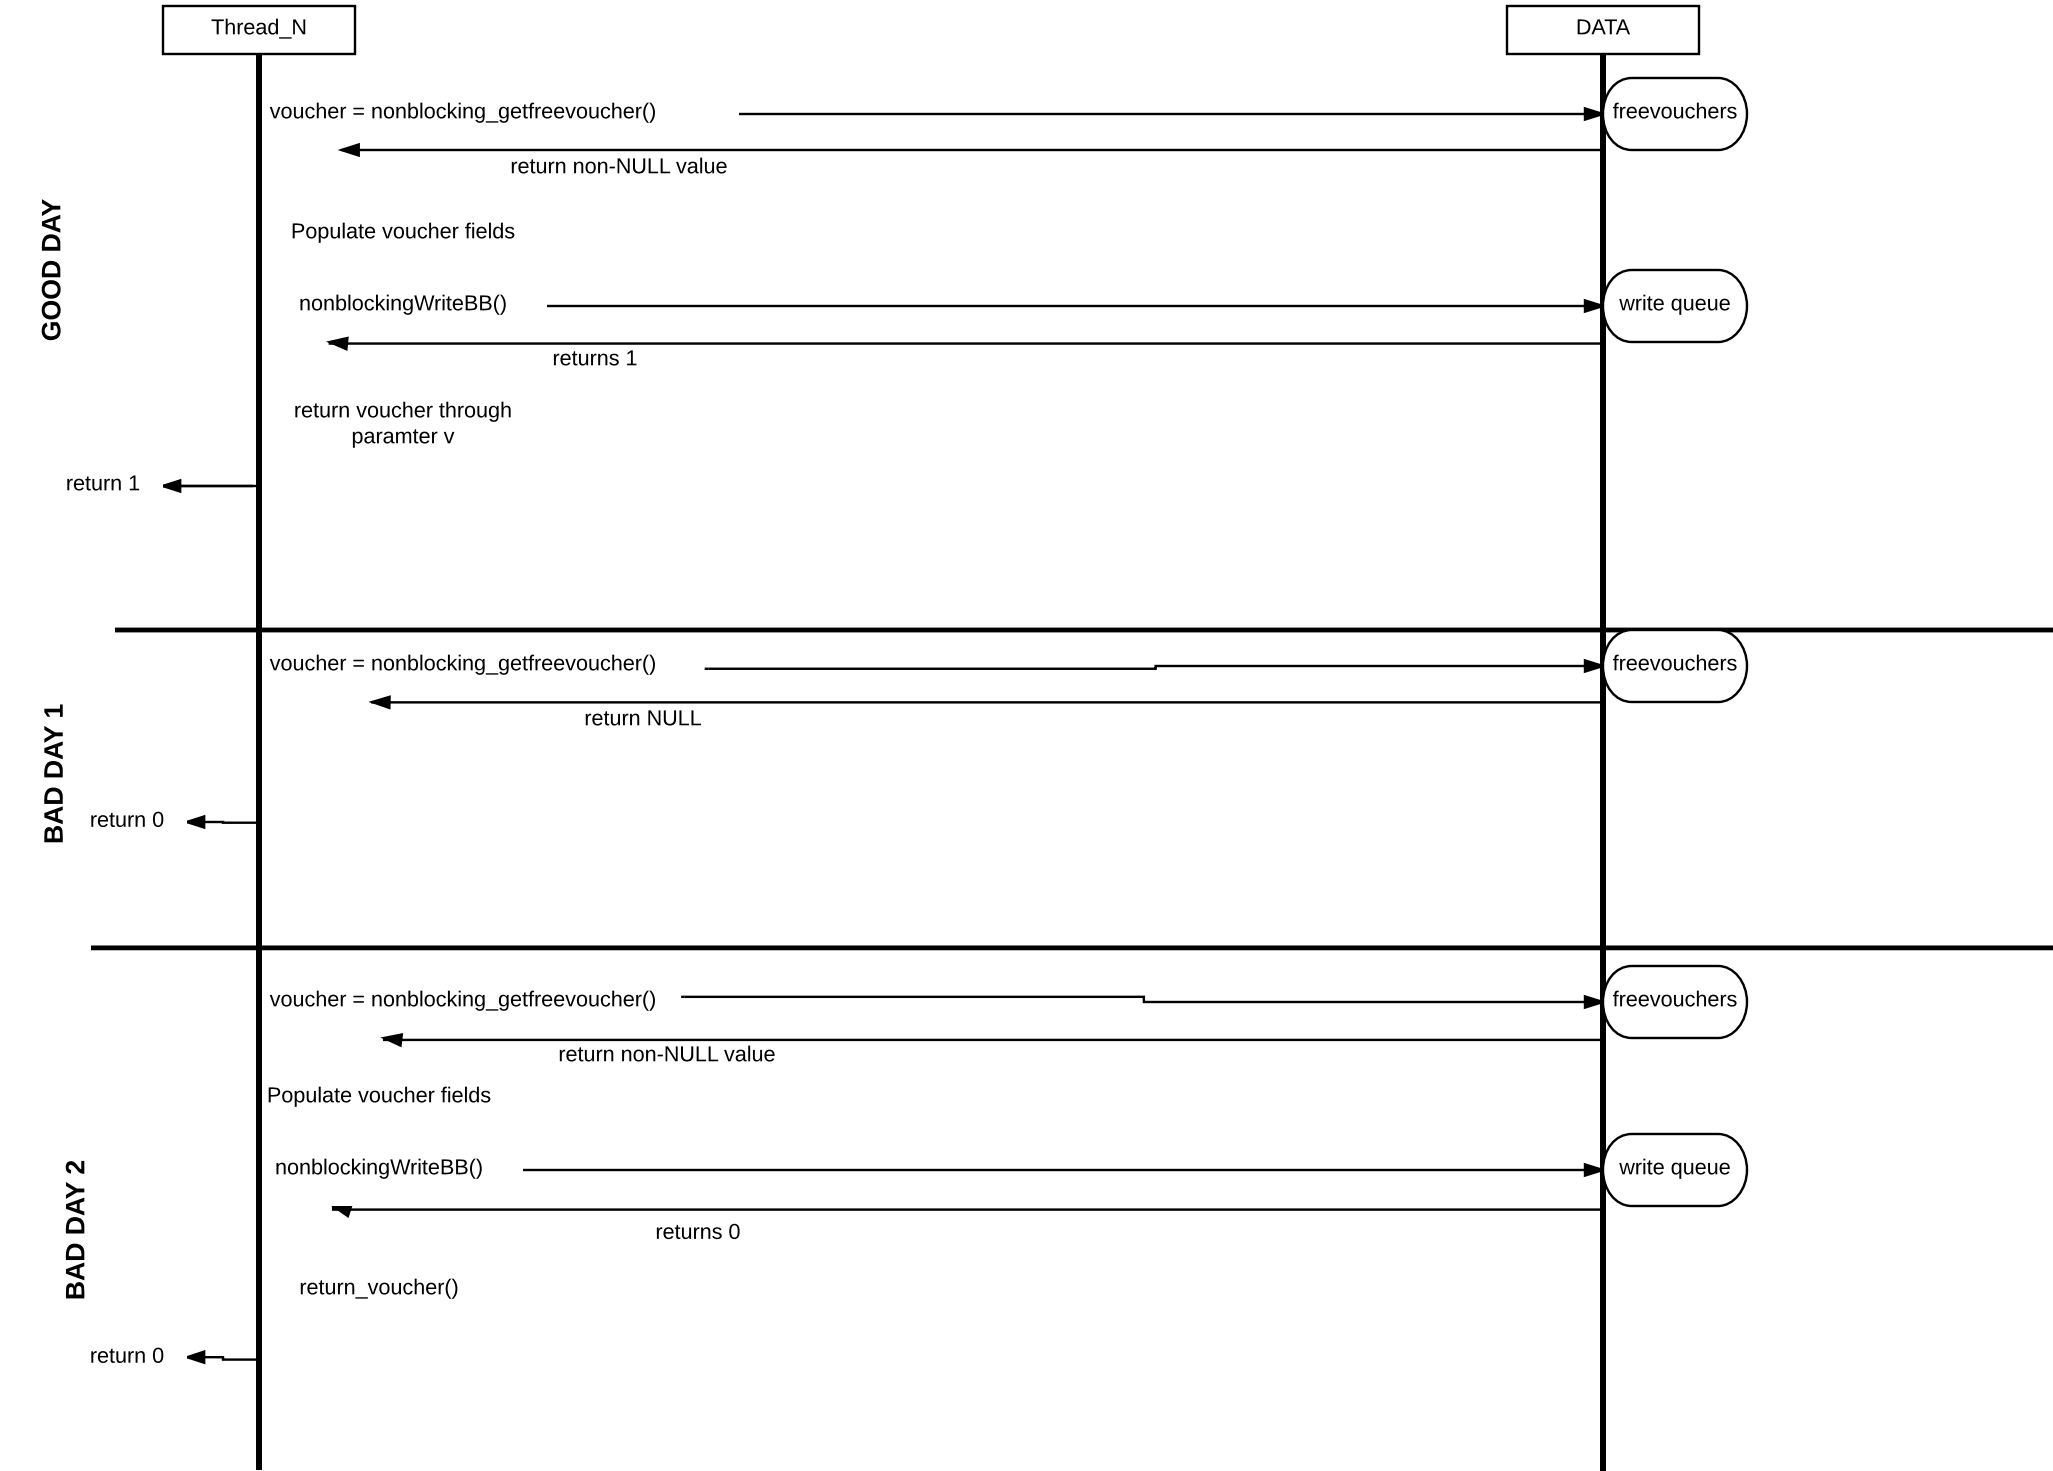 Thread_N
DATA
voucher = nonblocking_getfreevoucher()
freevouchers
return non-NULL value
GOOD DAY
Populate voucher fields
nonblockingWriteBB()
write queue
returns 1
return voucher through
paramter v
return 1
voucher = nonblocking_getfreevoucher()
freevouchers
return NULL
BAD DAY 1
return 0
voucher = nonblocking_getfreevoucher()
freevouchers
return non-NULL value
Populate voucher fields
nonblockingWriteBB()
write queue
BAD DAY 2
returns 0
return_voucher()
return 0